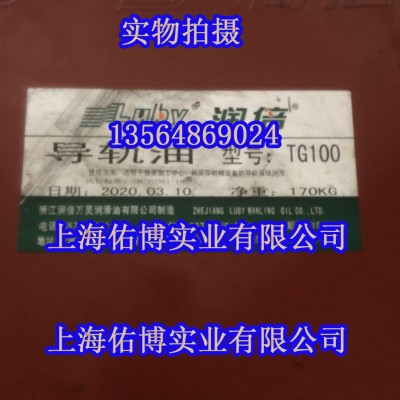 实物拍摄
Luby® 润倍®
13564869024
导轨油 型号: TG100
日期: 2020.03.10 净重: 170KG
浙江润倍万灵润滑油有限公司制造 ZHEJIANG LUBY WANLING OIL CO.,LTD.
上海佑博实业有限公司
上海佑博实业有限公司